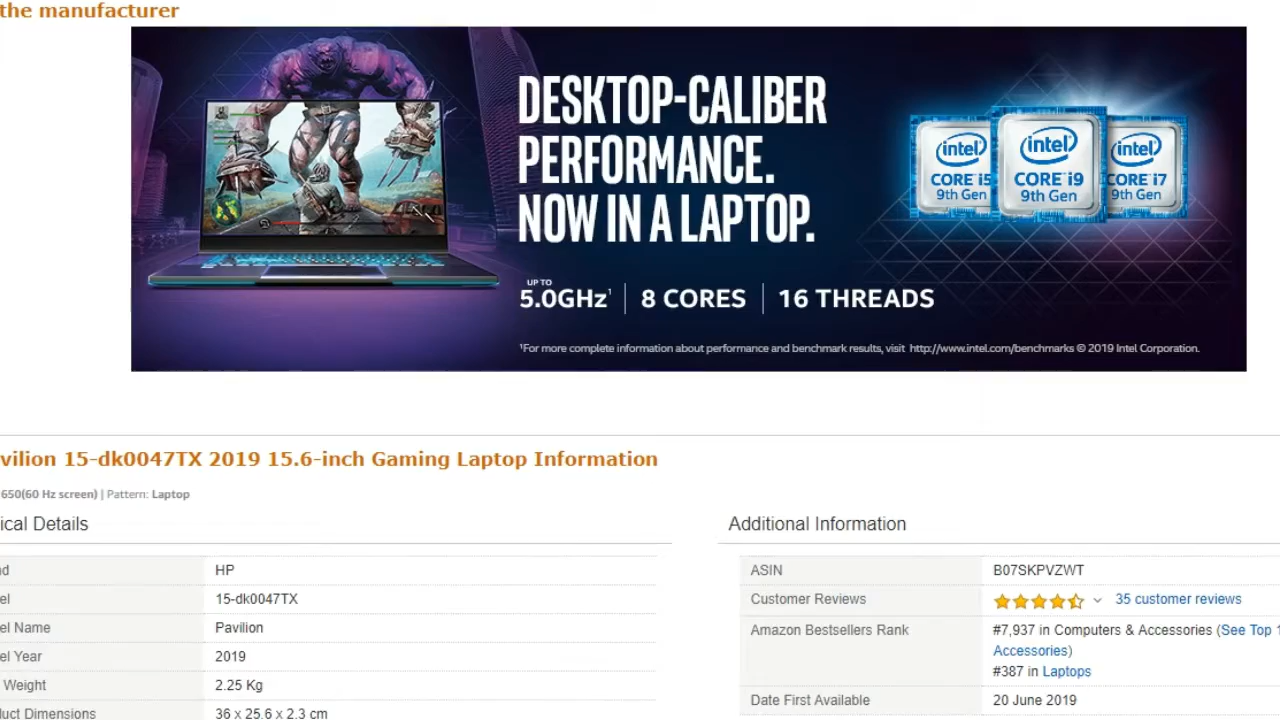 the manufacturer
DESKTOP-CALIBER
PERFORMANCE.
NOW IN A LAPTOP.
UP TO
5.0GHz¹ | 8 CORES | 16 THREADS
¹For more complete information about performance and benchmark results, visit http://www.intel.com/benchmarks © 2019 Intel Corporation.
intel
CORE i5
9th Gen
intel
CORE i9
9th Gen
intel
CORE i7
9th Gen
vilion 15-dk0047TX 2019 15.6-inch Gaming Laptop Information
650(60 Hz screen) | Pattern: Laptop
ical Details
d HP
el 15-dk0047TX
el Name Pavilion
el Year 2019
Weight 2.25 Kg
duct Dimensions 36 x 25.6 x 2.3 cm
Additional Information
ASIN B07SKPVZWT
Customer Reviews 35 customer reviews
Amazon Bestsellers Rank #7,937 in Computers & Accessories (See Top 1
Accessories)
#387 in Laptops
Date First Available 20 June 2019